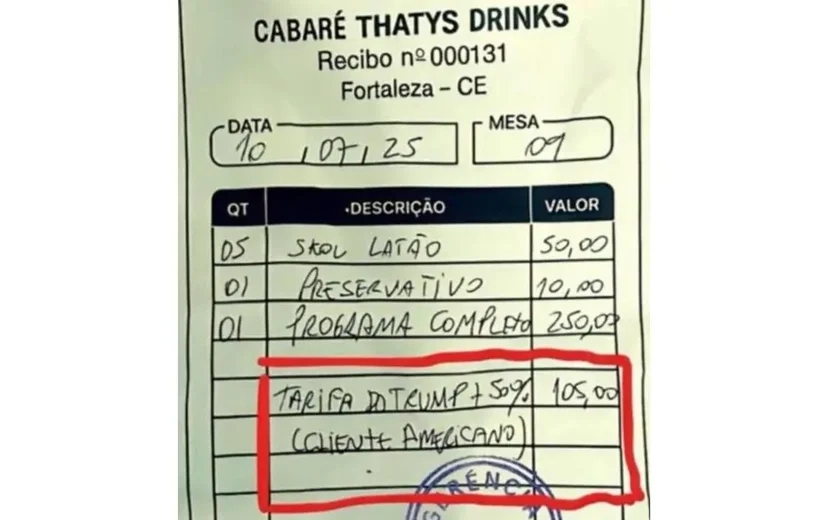 CABARÉ THATYS DRINKS
Recibo nº 000131
Fortaleza – CE
DATA MESA
10 , 07 , 25 09
QT DESCRIÇÃO VALOR
05 SKOL LATÃO 50,00
01 PRESERVATIVO 10,00
01 PROGRAMA COMPLETO 250,00
TARIFA DO TRUMP + 50% 105,00
(CLIENTE AMERICANO)
GERÊNC